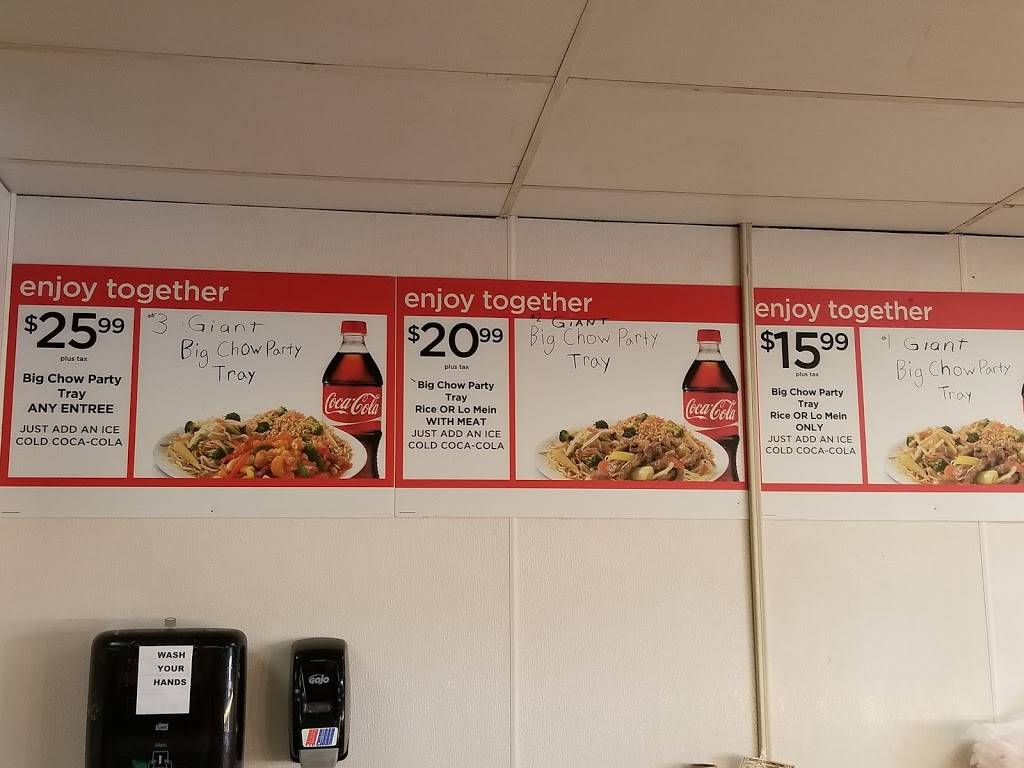 enjoy together
$25.99
plus tax
Big Chow Party
Tray
ANY ENTREE
JUST ADD AN ICE
COLD COCA-COLA
#3 Giant
Big Chow Party
Tray
Coca-Cola
enjoy together
$20.99
plus tax
Big Chow Party
Tray
Rice OR Lo Mein
WITH MEAT
JUST ADD AN ICE
COLD COCA-COLA
#2 GIANT
Big Chow Party
Tray
Coca-Cola
enjoy together
$15.99
plus tax
Big Chow Party
Tray
Rice OR Lo Mein
ONLY
JUST ADD AN ICE
COLD COCA-COLA
#1 Giant
Big Chow Party
Tray
WASH
YOUR
HANDS
GOJO